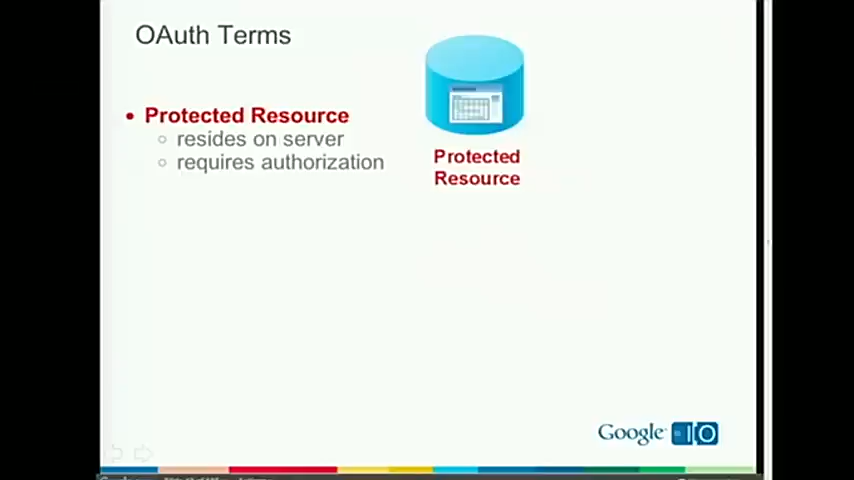 OAuth Terms
• Protected Resource
○ resides on server
○ requires authorization
Protected
Resource
Google IO